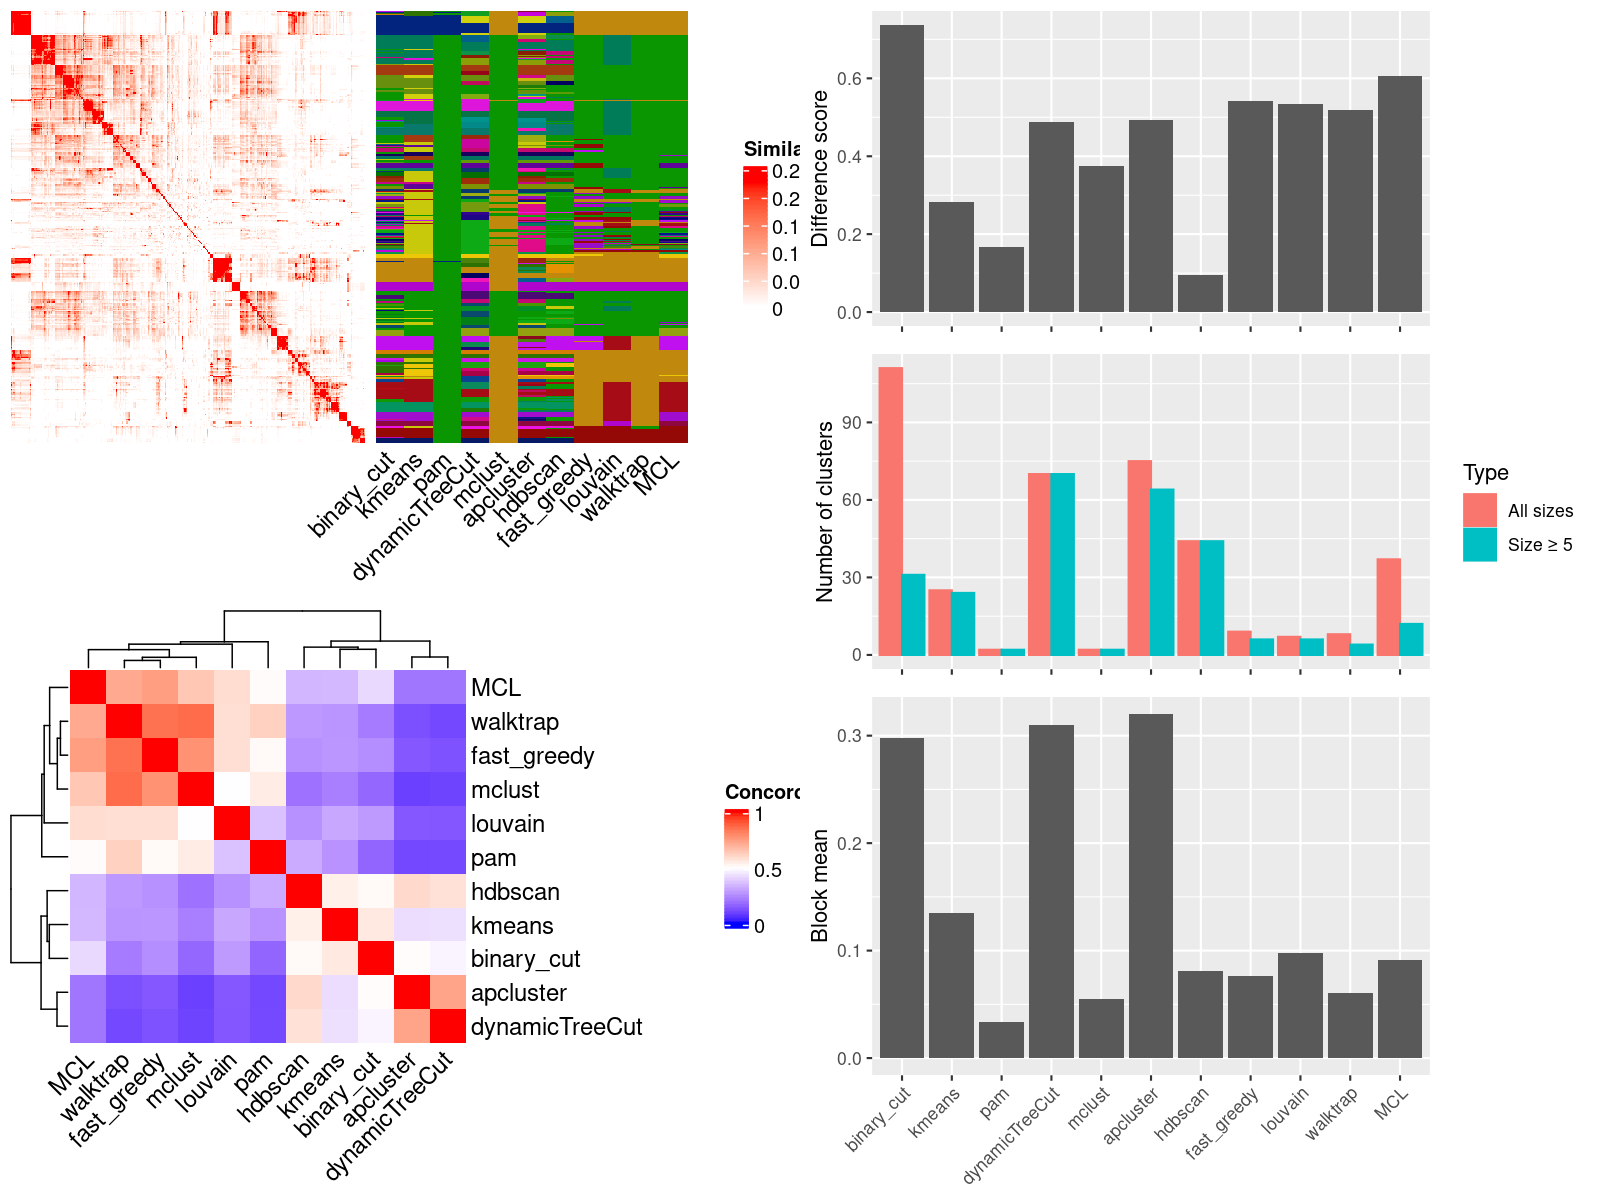 Simila
0.2
0.2
0.1
0.0
0
binary_cut
kmeans
pam
dynamicTreeCut
mclust
apcluster
hdbscan
fast_greedy
louvain
walktrap
MCL
MCL
walktrap
fast_greedy
mclust
louvain
pam
hdbscan
kmeans
binary_cut
apcluster
dynamicTreeCut
MCL
walktrap
fast_greedy
mclust
louvain
pam
hdbscan
kmeans
binary_cut
apcluster
dynamicTreeCut
Concord
1
0.5
0
Difference score
0.6
0.4
0.2
0.0
Number of clusters
90
60
30
0
Type
All sizes
Size ≥ 5
Block mean
0.3
0.2
0.1
0.0
binary_cut
kmeans
pam
dynamicTreeCut
mclust
apcluster
hdbscan
fast_greedy
louvain
walktrap
MCL